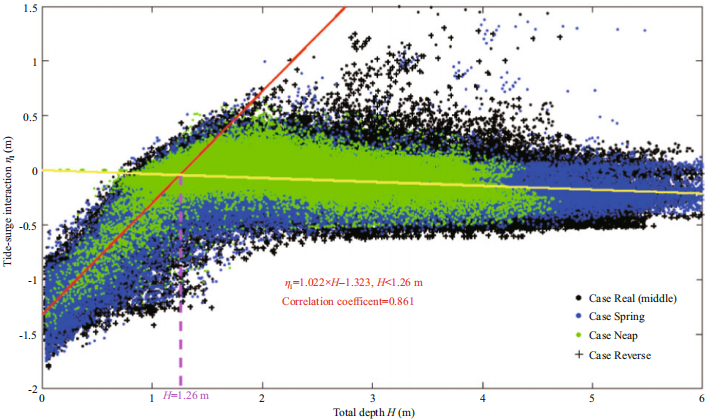 1.5
1
0.5
0
-0.5
-1
-1.5
-2
Tide-surge interaction ηᵢ (m)
ηᵢ=1.022×H−1.323, H<1.26 m
Correlation coefficent=0.861
Case Real (middle)
Case Spring
Case Neap
Case Reverse
H=1.26 m
0 1 2 3 4 5 6
Total depth H (m)